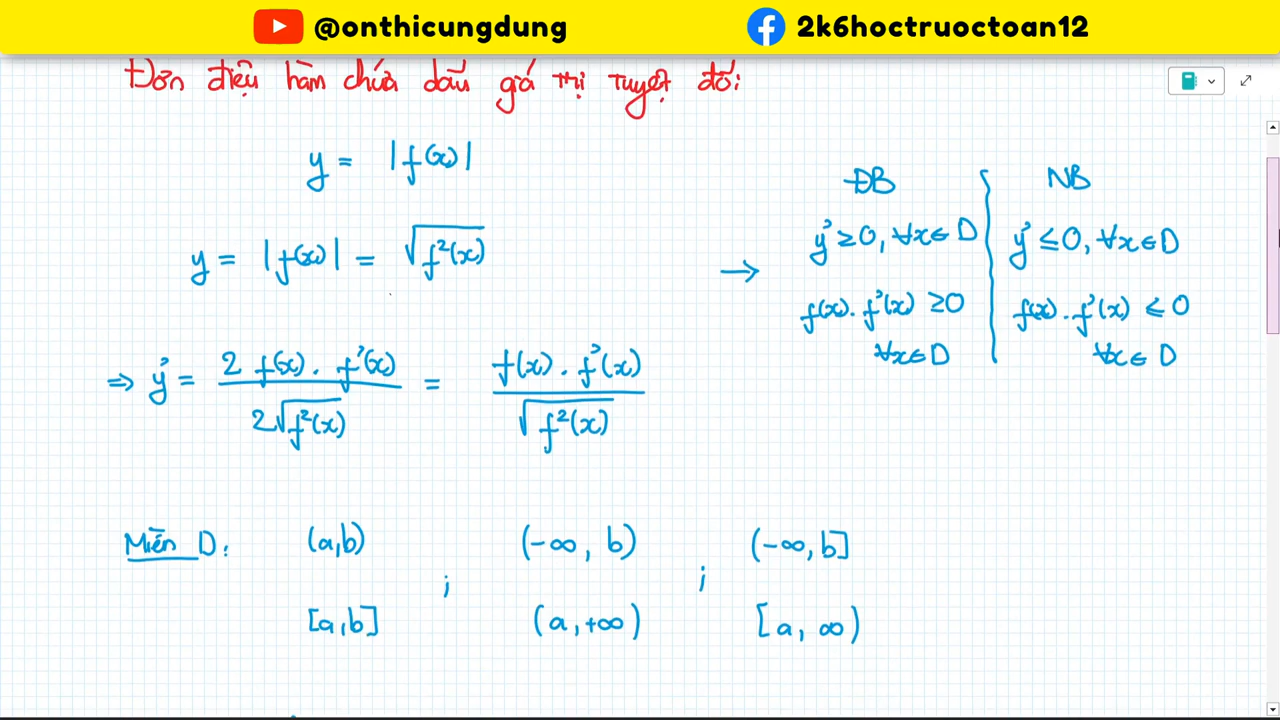 @onthicungdung 2k6hoctruoctoan12
Đơn điệu hàm chứa dấu giá trị tuyệt đối:
y = |f(x)|
y = |f(x)| = √f²(x)
⇒ y' = 2 f(x) . f'(x) / 2√f²(x) = f(x) . f'(x) / √f²(x)
→
ĐB
y' ≥ 0, ∀x ∈ D
f(x) . f'(x) ≥ 0
∀x ∈ D
NB
y' ≤ 0, ∀x ∈ D
f(x) . f'(x) ≤ 0
∀x ∈ D
Miền D: (a,b) ; (-∞, b) ; (-∞, b]
[a,b] (a, +∞) [a, ∞)